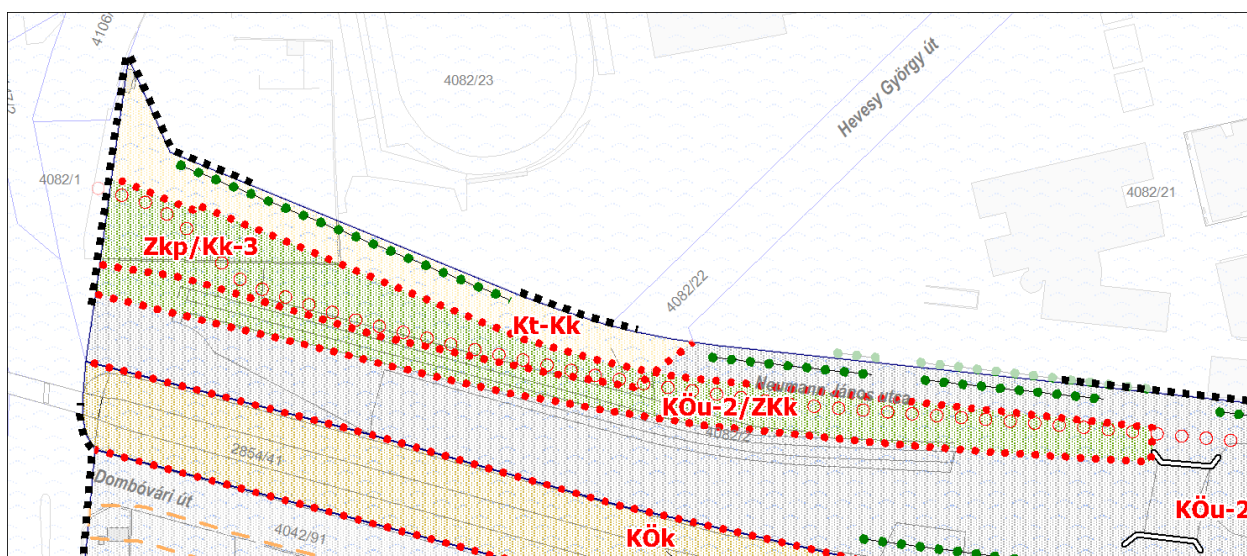 4106/
4082/23
Hevesy György út
4082/1
4082/21
Zkp/Kk-3
4082/22
Kt-Kk
Neumann János utca
KÖu-2/ZKk
4082/2
2854/41
Dombóvári út
KÖu-2
4042/91
KÖk